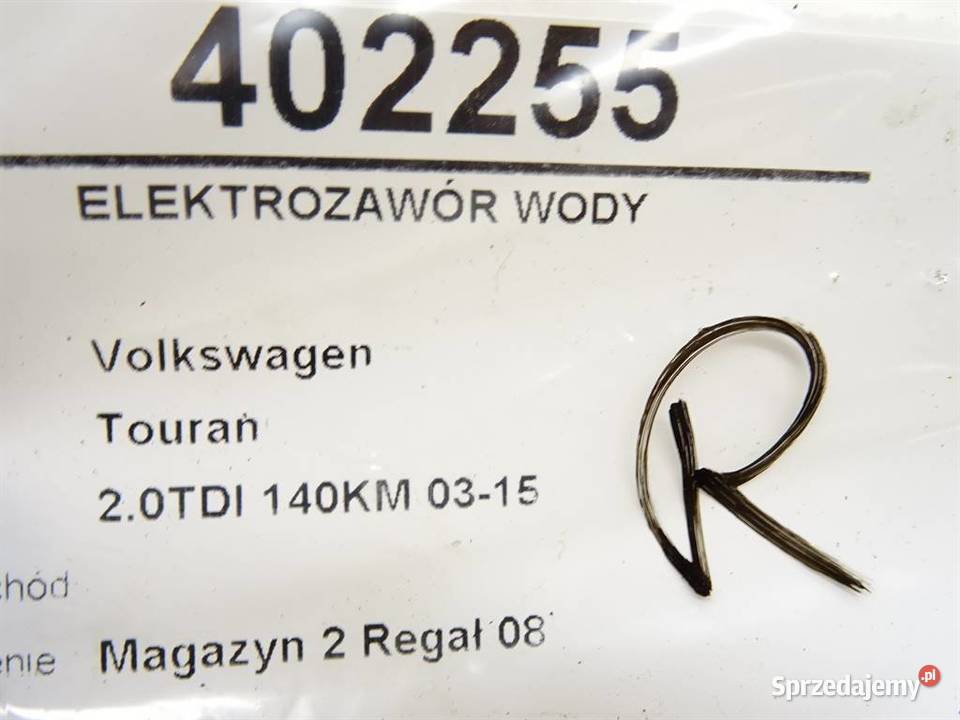 402255
ELEKTROZAWÓR WODY
Volkswagen
Touran
2.0TDI 140KM 03-15
R
chód
enie Magazyn 2 Regał 08
Sprzedajemy.pl